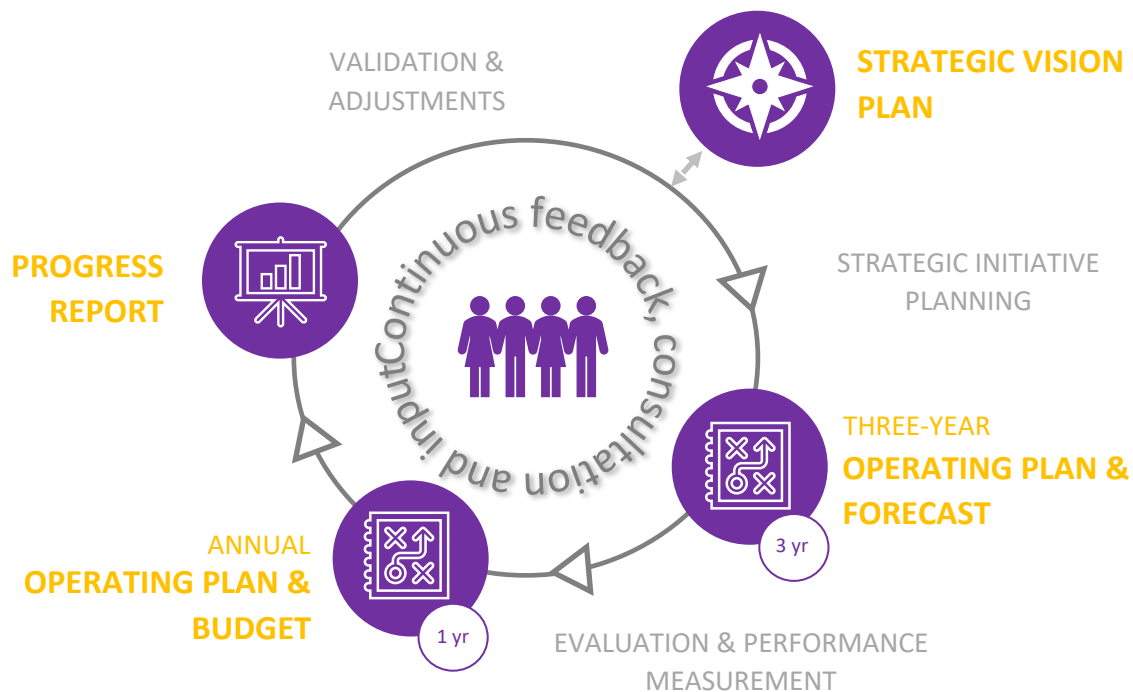 VALIDATION &
ADJUSTMENTS
STRATEGIC VISION
PLAN
PROGRESS
REPORT
Continuous feedback, consultation and input
STRATEGIC INITIATIVE
PLANNING
THREE-YEAR
OPERATING PLAN &
FORECAST
3 yr
ANNUAL
OPERATING PLAN &
BUDGET
1 yr
EVALUATION & PERFORMANCE
MEASUREMENT